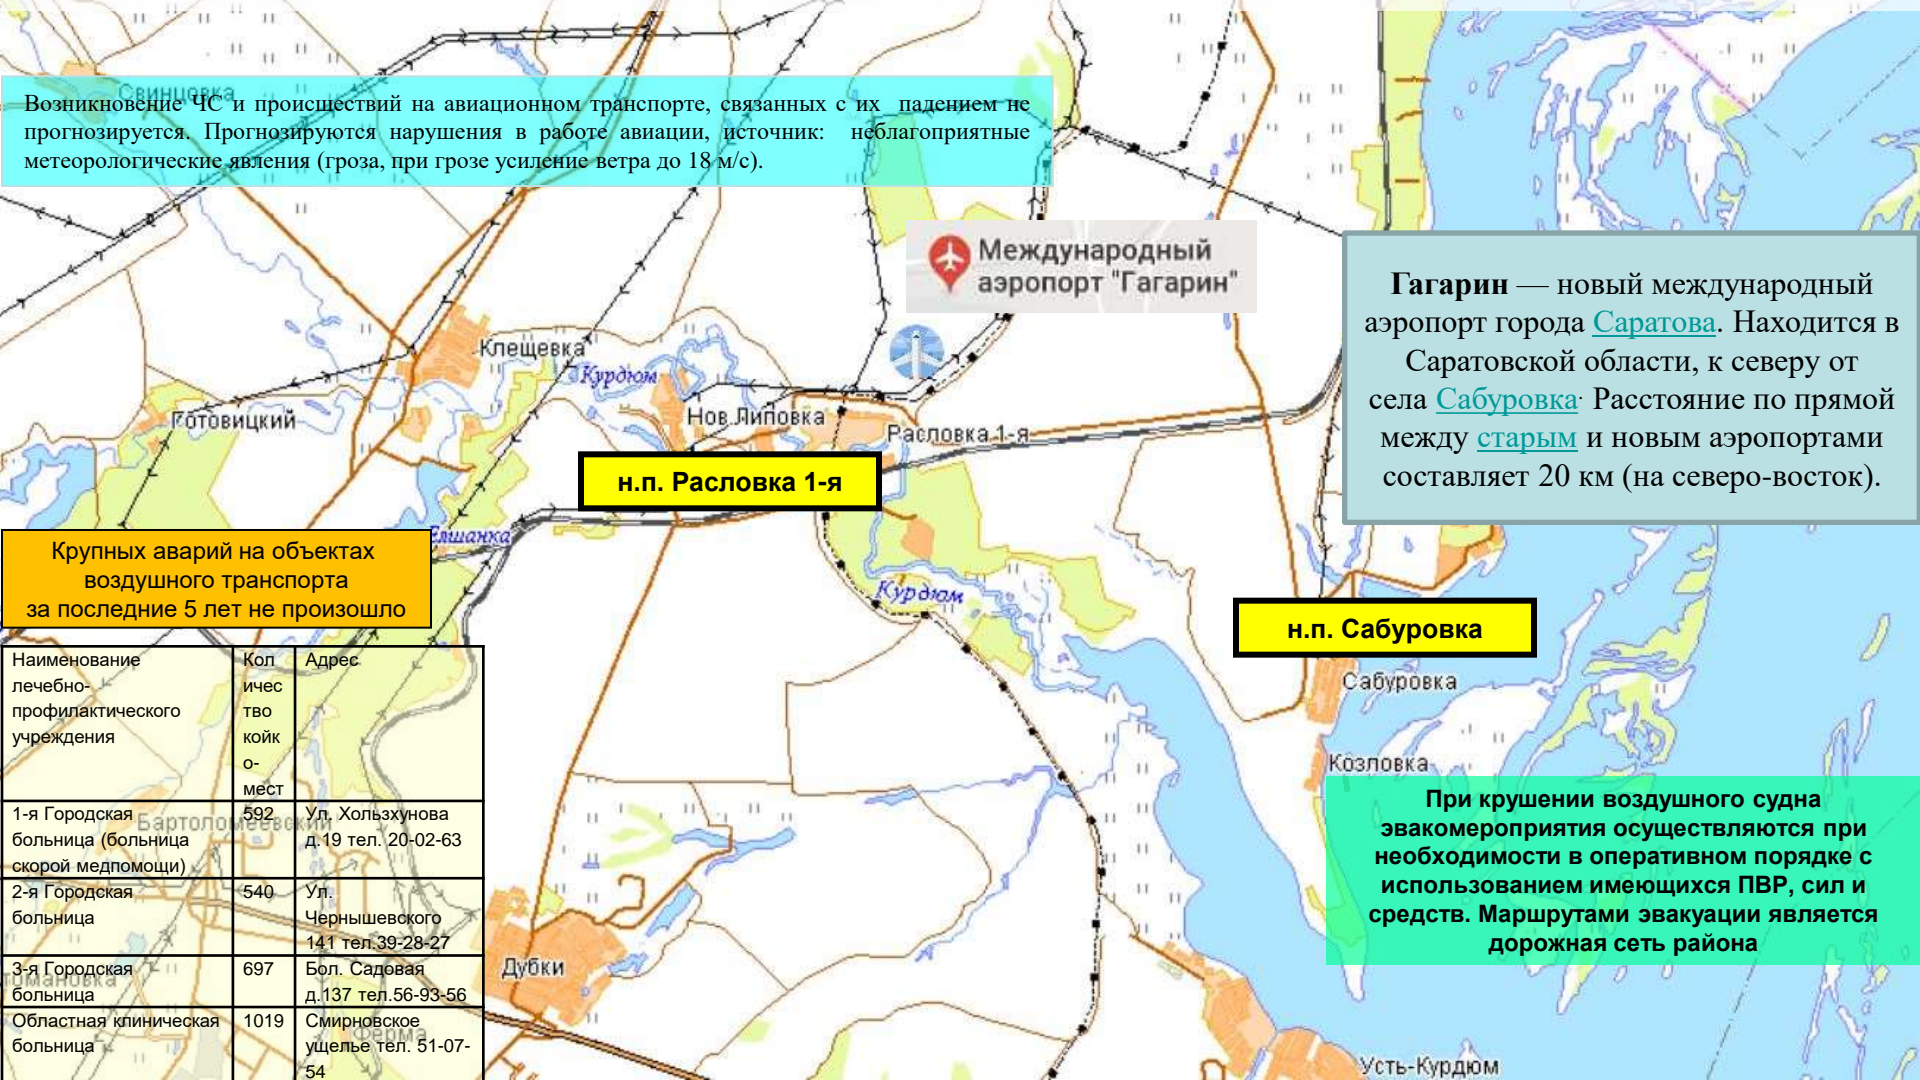 Свинцовка
Возникновение ЧС и происшествий на авиационном транспорте, связанных с их падением не
прогнозируется. Прогнозируются нарушения в работе авиации, источник: неблагоприятные
метеорологические явления (гроза, при грозе усиление ветра до 18 м/с).
Международный
аэропорт "Гагарин"
Гагарин — новый международный
аэропорт города Саратова. Находится в
Саратовской области, к северу от
села Сабуровка. Расстояние по прямой
между старым и новым аэропортами
составляет 20 км (на северо-восток).
Клещевка
Курдюм
Готовицкий
Нов.Липовка
Расловка 1-я
н.п. Расловка 1-я
Елшанка
Крупных аварий на объектах
воздушного транспорта
за последние 5 лет не произошло
Курдюм
н.п. Сабуровка
Сабуровка
Козловка
Наименование
лечебно-
профилактического
учреждения
Кол
ичес
тво
койк
о-
мест
Адрес
1-я Городская
больница (больница
скорой медпомощи)
592
Ул. Хользхунова
д.19 тел. 20-02-63
2-я Городская
больница
540
Ул.
Чернышевского
141 тел.39-28-27
3-я Городская
больница
697
Бол. Садовая
д.137 тел.56-93-56
Областная клиническая
больница
1019
Смирновское
ущелье тел. 51-07-
54
Бартоломеевский
Ферма
При крушении воздушного судна
эвакомероприятия осуществляются при
необходимости в оперативном порядке с
использованием имеющихся ПВР, сил и
средств. Маршрутами эвакуации является
дорожная сеть района
Дубки
Усть-Курдюм